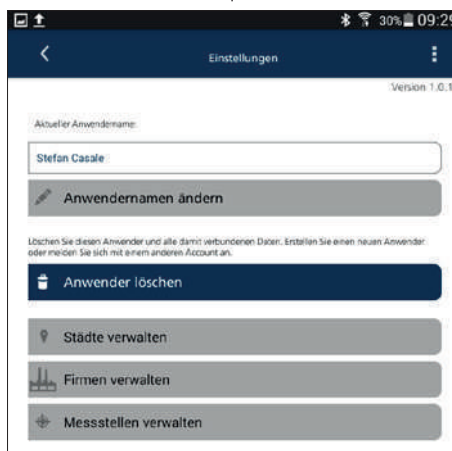 30% 09:29
Einstellungen
Version 1.0.1
Aktueller Anwendername:
Stefan Casale
Anwendernamen ändern
Löschen Sie diesen Anwender und alle damit verbundenen Daten. Erstellen Sie einen neuen Anwender
oder melden Sie sich mit einem anderen Account an.
Anwender löschen
Städte verwalten
Firmen verwalten
Messstellen verwalten